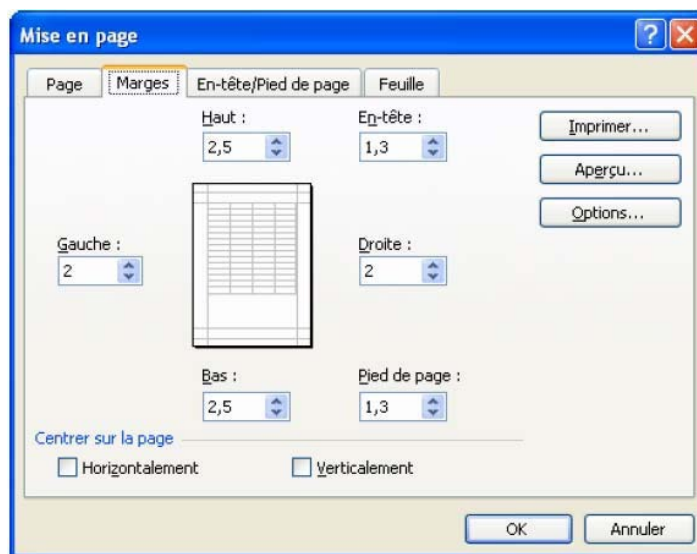 Mise en page
Page Marges En-tête/Pied de page Feuille
Haut : En-tête :
2,5 1,3
Imprimer...
Aperçu...
Options...
Gauche : Droite :
2 2
Bas : Pied de page :
2,5 1,3
Centrer sur la page
Horizontalement Verticalement
OK Annuler